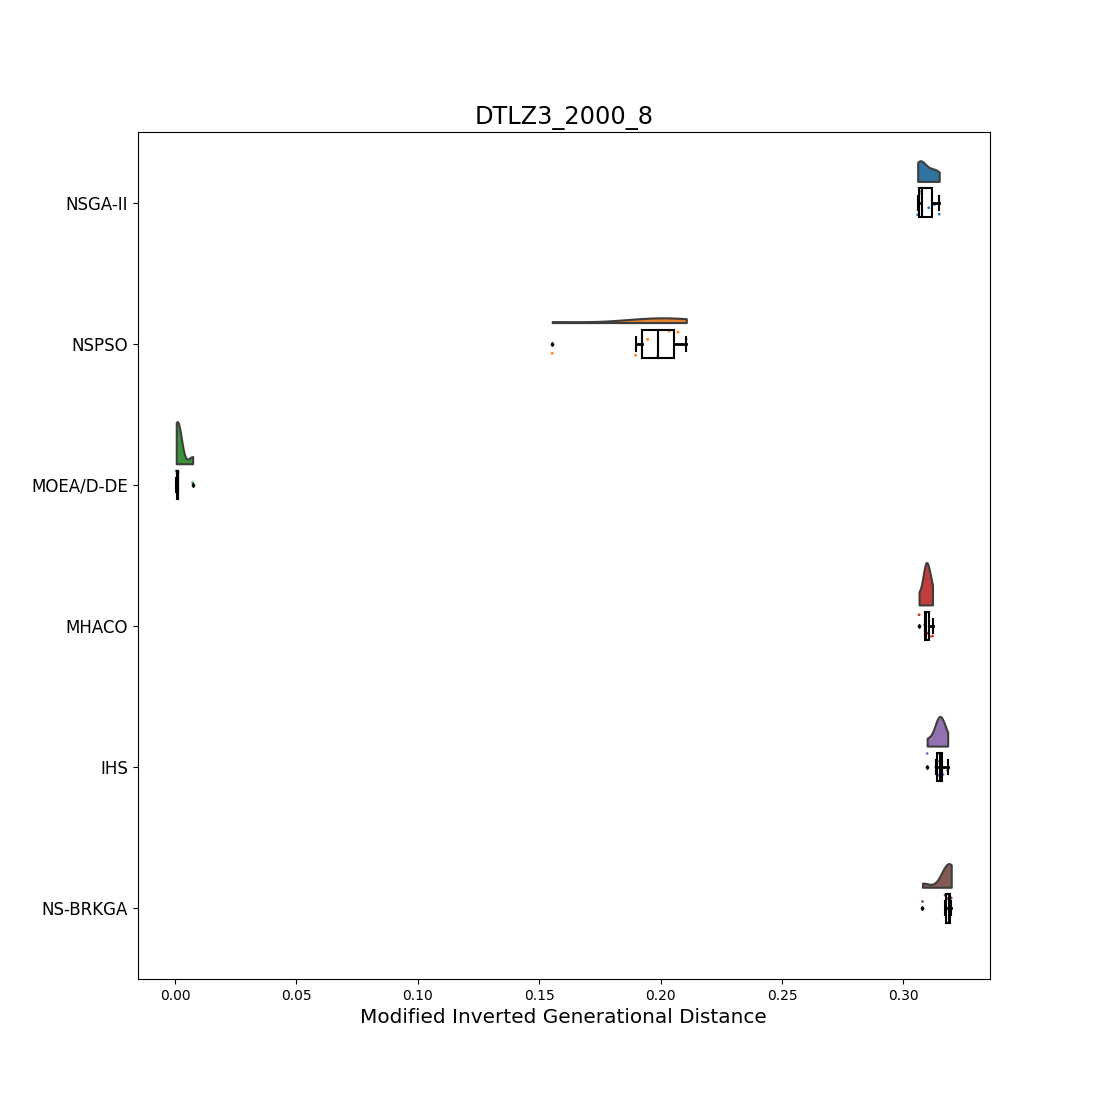 DTLZ3_2000_8
NSGA-II
NSPSO
MOEA/D-DE
MHACO
IHS
NS-BRKGA
0.00 0.05 0.10 0.15 0.20 0.25 0.30
Modified Inverted Generational Distance